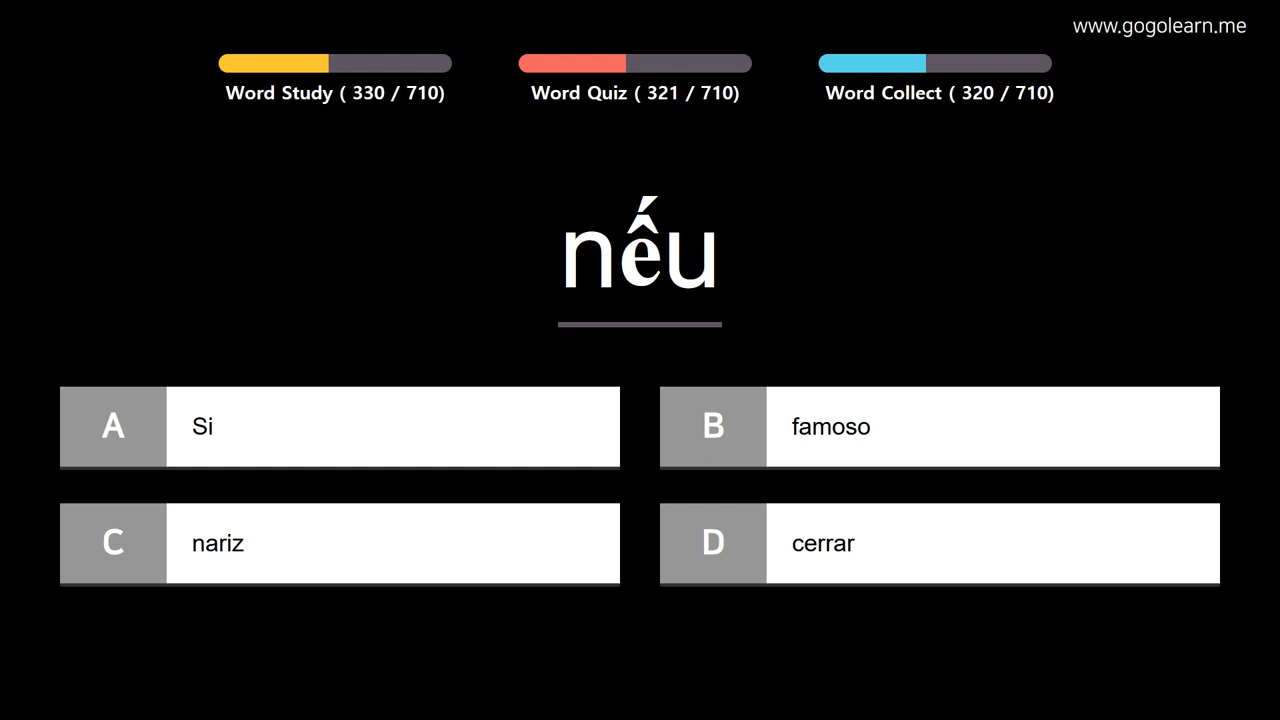 www.gogolearn.me
Word Study ( 330 / 710)
Word Quiz ( 321 / 710)
Word Collect ( 320 / 710)
nếu
A Si
B famoso
C nariz
D cerrar